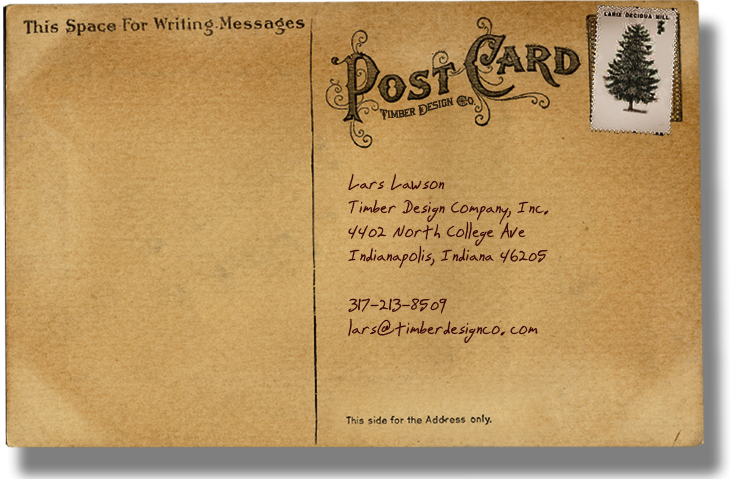 This Space For Writing Messages
POST CARD
TIMBER DESIGN CO.
LARIX DECIDUA MILL
Lars Lawson
Timber Design Company, Inc.
4402 North College Ave
Indianapolis, Indiana 46205
317-213-8509
lars@timberdesignco.com
This side for the Address only.